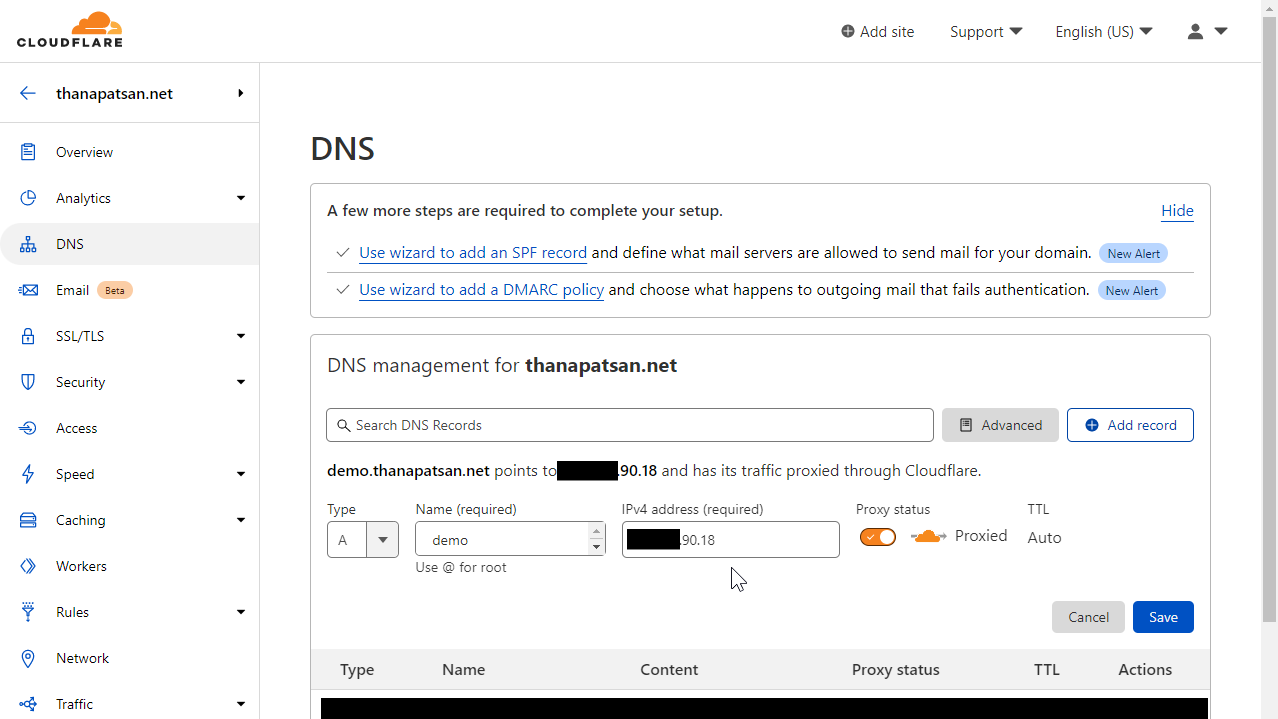 CLOUDFLARE
Add site
Support
English (US)
thanapatsan.net
Overview
Analytics
DNS
Email Beta
SSL/TLS
Security
Access
Speed
Caching
Workers
Rules
Network
Traffic
DNS
A few more steps are required to complete your setup.
Hide
Use wizard to add an SPF record and define what mail servers are allowed to send mail for your domain. New Alert
Use wizard to add a DMARC policy and choose what happens to outgoing mail that fails authentication. New Alert
DNS management for thanapatsan.net
Search DNS Records
Advanced
Add record
demo.thanapatsan.net points to .90.18 and has its traffic proxied through Cloudflare.
Type Name (required) IPv4 address (required) Proxy status TTL
A demo .90.18 Proxied Auto
Use @ for root
Cancel Save
Type Name Content Proxy status TTL Actions